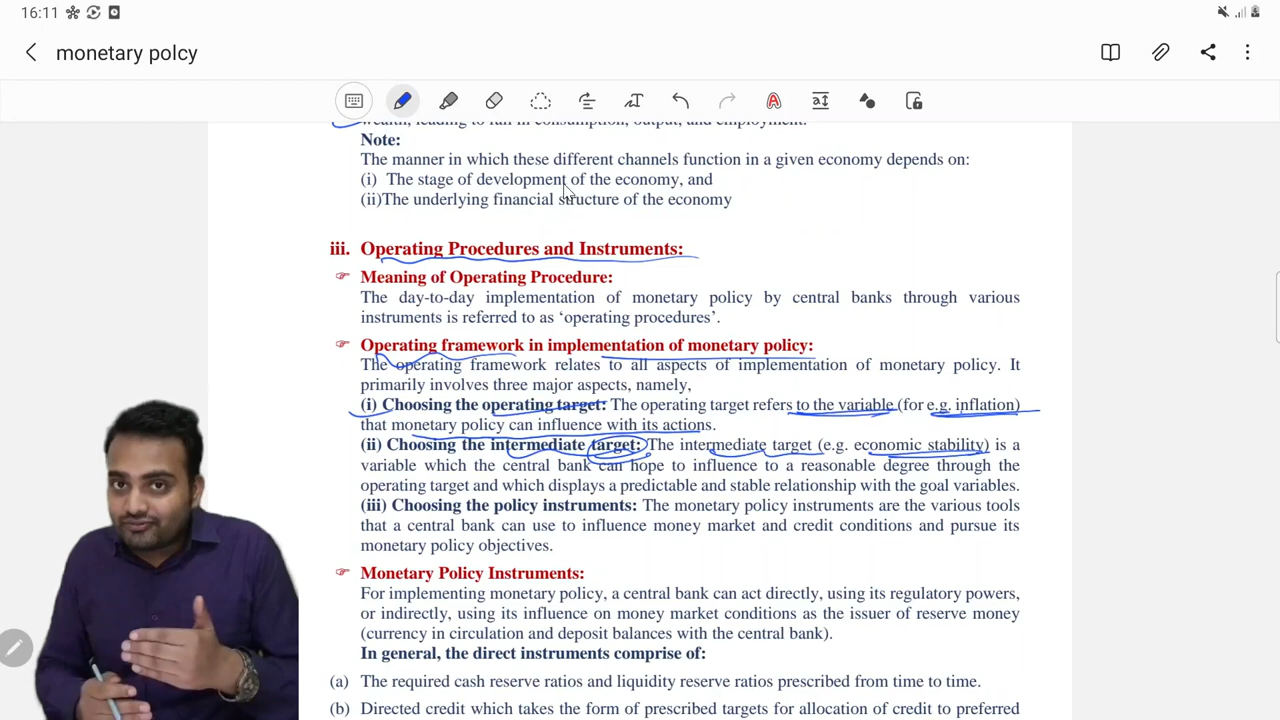 16:11
monetary polcy
wealth, leading to fall in consumption, output, and employment.
Note:
The manner in which these different channels function in a given economy depends on:
(i) The stage of development of the economy, and
(ii)The underlying financial structure of the economy
iii. Operating Procedures and Instruments:
☞ Meaning of Operating Procedure:
The day-to-day implementation of monetary policy by central banks through various
instruments is referred to as ‘operating procedures’.
☞ Operating framework in implementation of monetary policy:
The operating framework relates to all aspects of implementation of monetary policy. It
primarily involves three major aspects, namely,
(i) Choosing the operating target: The operating target refers to the variable (for e.g. inflation)
that monetary policy can influence with its actions.
(ii) Choosing the intermediate target: The intermediate target (e.g. economic stability) is a
variable which the central bank can hope to influence to a reasonable degree through the
operating target and which displays a predictable and stable relationship with the goal variables.
(iii) Choosing the policy instruments: The monetary policy instruments are the various tools
that a central bank can use to influence money market and credit conditions and pursue its
monetary policy objectives.
☞ Monetary Policy Instruments:
For implementing monetary policy, a central bank can act directly, using its regulatory powers,
or indirectly, using its influence on money market conditions as the issuer of reserve money
(currency in circulation and deposit balances with the central bank).
In general, the direct instruments comprise of:
(a) The required cash reserve ratios and liquidity reserve ratios prescribed from time to time.
(b) Directed credit which takes the form of prescribed targets for allocation of credit to preferred